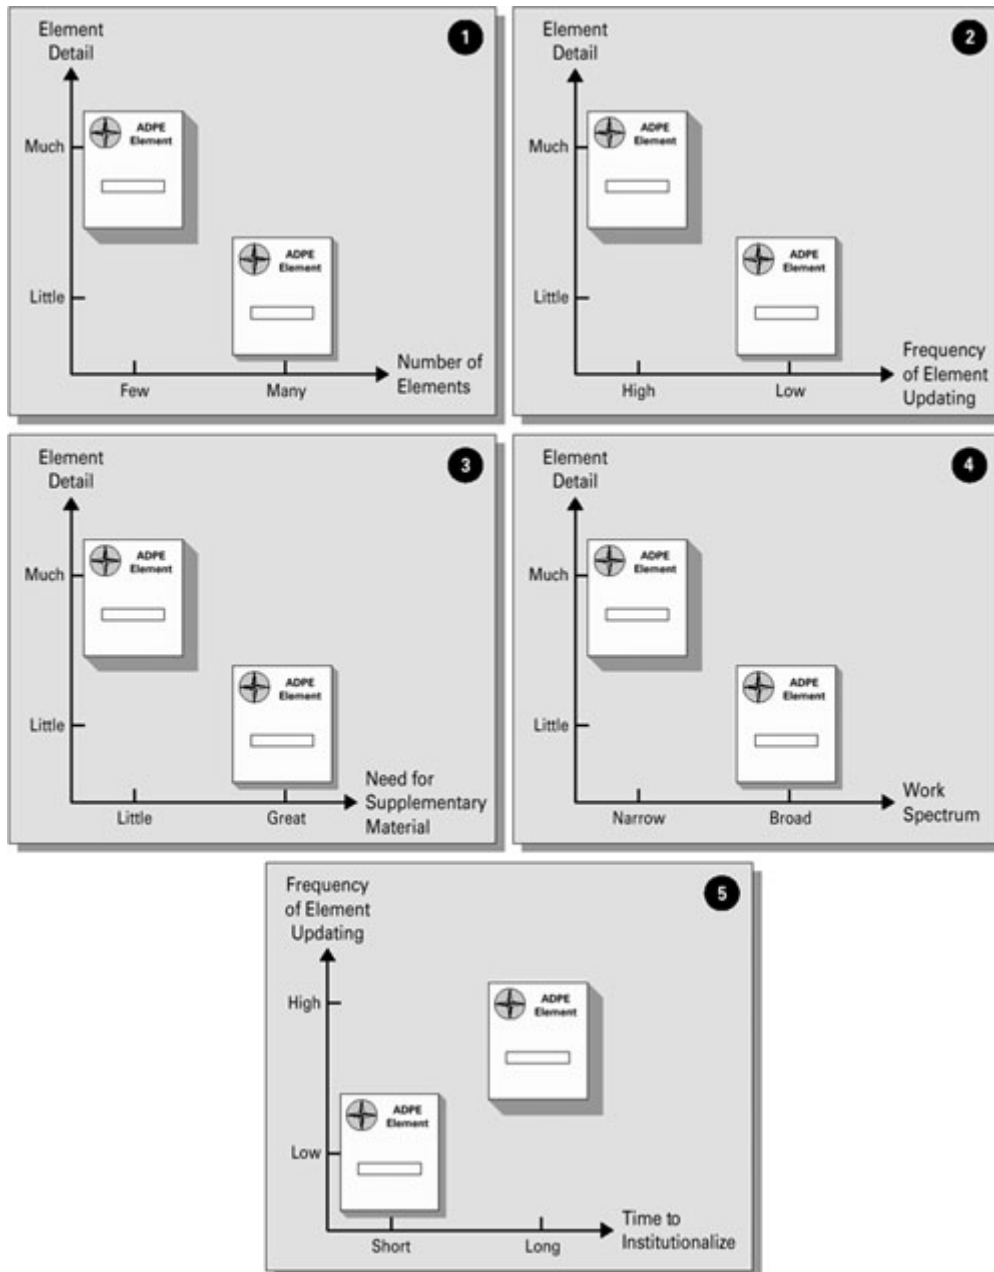 Element
Detail
1
Much
ADPE
Element
ADPE
Element
Little
Few
Many
Number of
Elements
Element
Detail
2
Much
ADPE
Element
ADPE
Element
Little
High
Low
Frequency
of Element
Updating
Element
Detail
3
Much
ADPE
Element
ADPE
Element
Little
Little
Great
Need for
Supplementary
Material
Element
Detail
4
Much
ADPE
Element
ADPE
Element
Little
Narrow
Broad
Work
Spectrum
Frequency
of Element
Updating
5
High
ADPE
Element
ADPE
Element
Low
Short
Long
Time to
Institutionalize